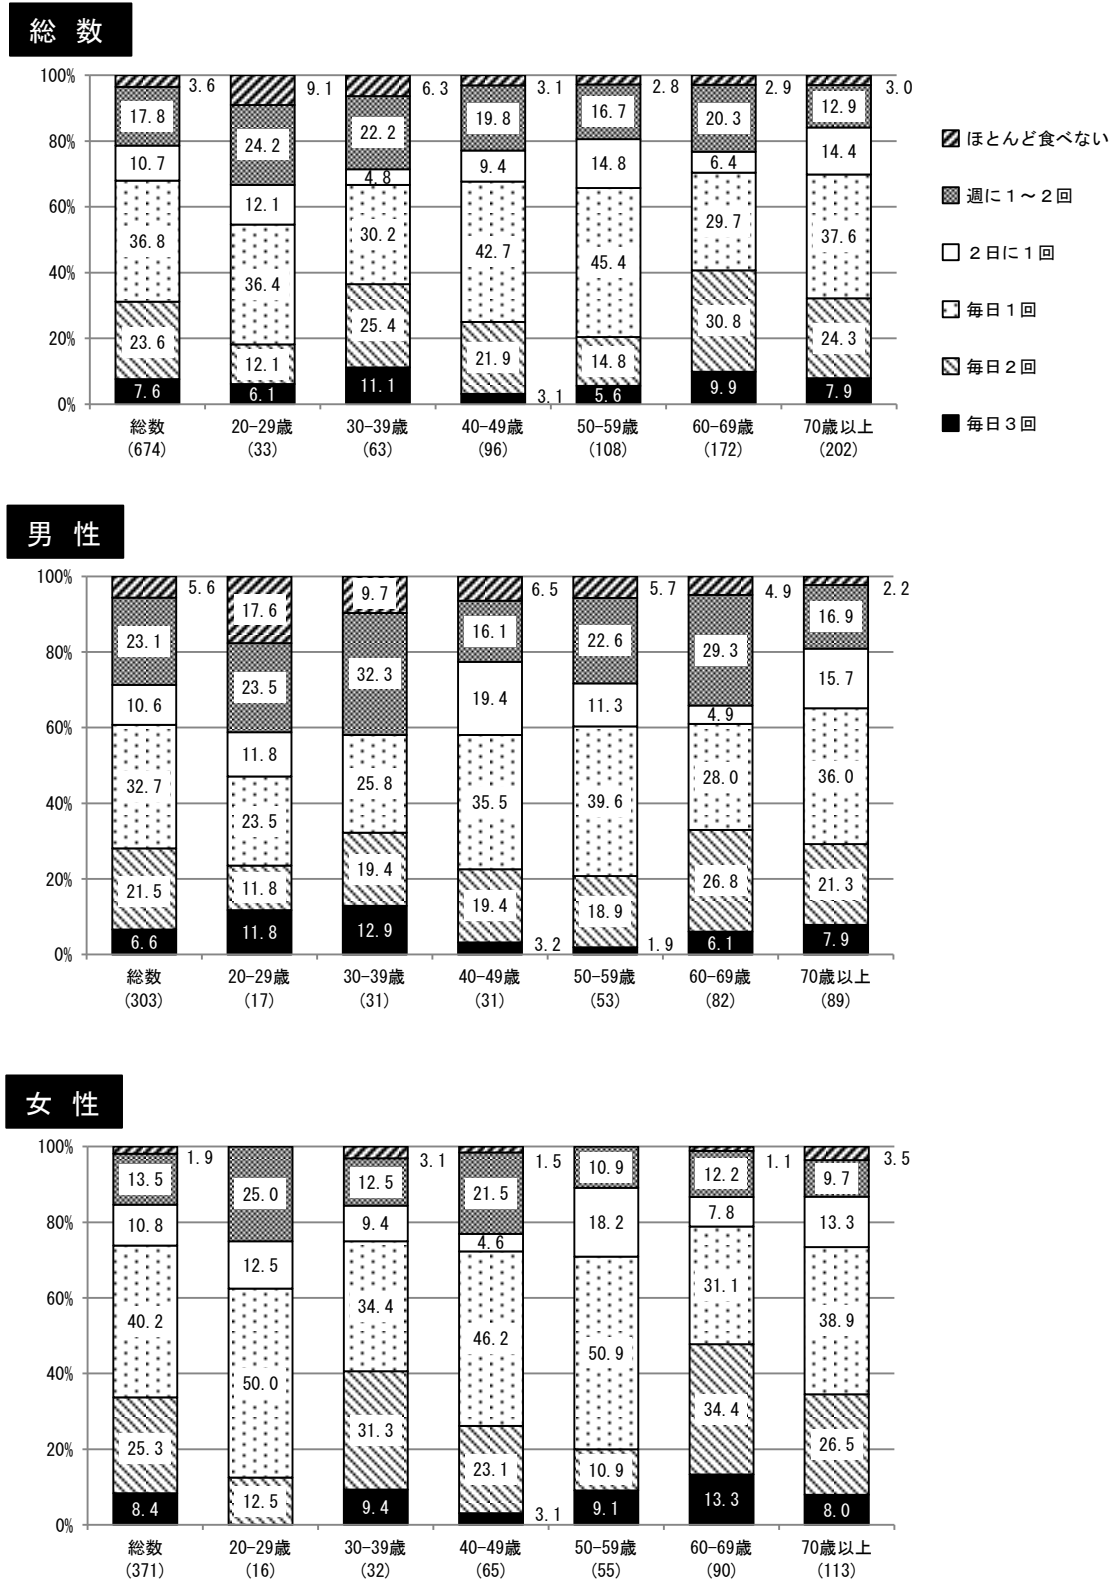 総 数
100%
80%
60%
40%
20%
0%
3.6 9.1 6.3 3.1 2.8 2.9 3.0
17.8 24.2 22.2 19.8 16.7 20.3 12.9
10.7 12.1 4.8 9.4 14.8 6.4 14.4
36.8 36.4 30.2 42.7 45.4 29.7 37.6
23.6 12.1 25.4 21.9 14.8 30.8 24.3
7.6 6.1 11.1 3.1 5.6 9.9 7.9
総数 20-29歳 30-39歳 40-49歳 50-59歳 60-69歳 70歳以上
(674) (33) (63) (96) (108) (172) (202)
ほとんど食べない
週に1~2回
2日に1回
毎日1回
毎日2回
毎日3回
男 性
100%
80%
60%
40%
20%
0%
5.6 17.6 9.7 6.5 5.7 4.9 2.2
23.1 23.5 32.3 16.1 22.6 29.3 16.9
10.6 11.8 19.4 11.3 4.9 15.7
32.7 23.5 25.8 35.5 39.6 28.0 36.0
21.5 11.8 19.4 19.4 18.9 26.8 21.3
6.6 11.8 12.9 3.2 1.9 6.1 7.9
総数 20-29歳 30-39歳 40-49歳 50-59歳 60-69歳 70歳以上
(303) (17) (31) (31) (53) (82) (89)
女 性
100%
80%
60%
40%
20%
0%
1.9 3.1 1.5 1.1 3.5
13.5 25.0 12.5 21.5 10.9 12.2 9.7
10.8 12.5 9.4 4.6 18.2 7.8 13.3
40.2 50.0 34.4 46.2 50.9 31.1 38.9
25.3 12.5 31.3 23.1 10.9 34.4 26.5
8.4 9.4 3.1 9.1 13.3 8.0
総数 20-29歳 30-39歳 40-49歳 50-59歳 60-69歳 70歳以上
(371) (16) (32) (65) (55) (90) (113)